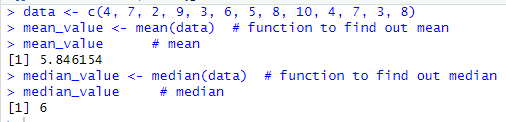 > data <- c(4, 7, 2, 9, 3, 6, 5, 8, 10, 4, 7, 3, 8)
> mean_value <- mean(data)  # function to find out mean
> mean_value      # mean
[1] 5.846154
> median_value <- median(data)  # function to find out median
> median_value     # median
[1] 6
>